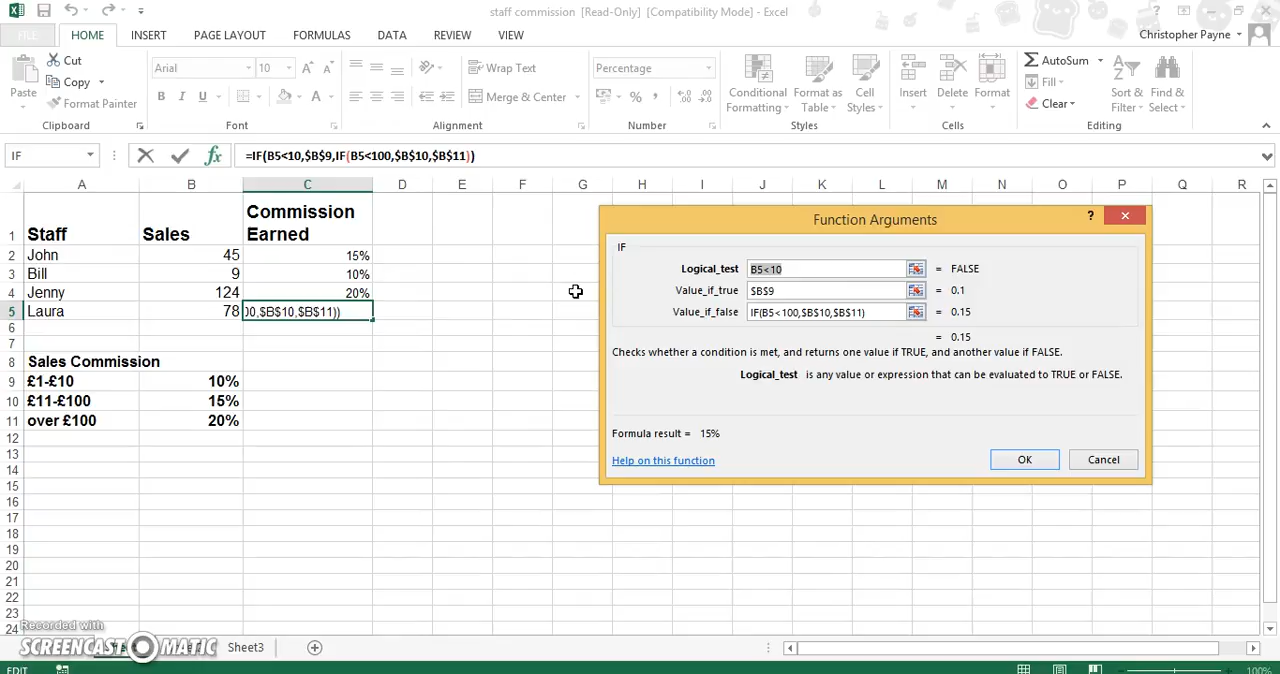 staff commission [Read-Only] [Compatibility Mode] - Excel
FILE HOME INSERT PAGE LAYOUT FORMULAS DATA REVIEW VIEW
Christopher Payne
Paste
Cut
Copy
Format Painter
Clipboard
Arial 10
B I U
Font
Wrap Text
Merge & Center
Alignment
Percentage
%
Number
Conditional Formatting
Format as Table
Cell Styles
Styles
Insert Delete Format
Cells
AutoSum
Fill
Clear
Sort & Filter
Find & Select
Editing
IF
fx =IF(B5<10,$B$9,IF(B5<100,$B$10,$B$11))
A B C D E F G H I J K L M N O P Q R
1 Staff Sales Commission Earned
2 John 45 15%
3 Bill 9 10%
4 Jenny 124 20%
5 Laura 78 00,$B$10,$B$11))
6
7
8 Sales Commission
9 £1-£10 10%
10 £11-£100 15%
11 over £100 20%
12
13
14
15
16
17
18
19
20
21
22
23
24
Function Arguments
?
IF
Logical_test B5<10 = FALSE
Value_if_true $B$9 = 0.1
Value_if_false IF(B5<100,$B$10,$B$11) = 0.15
= 0.15
Checks whether a condition is met, and returns one value if TRUE, and another value if FALSE.
Logical_test is any value or expression that can be evaluated to TRUE or FALSE.
Formula result = 15%
Help on this function
OK Cancel
Recorded with
SCREENCAST-O-MATIC
Sheet3
EDIT
100%